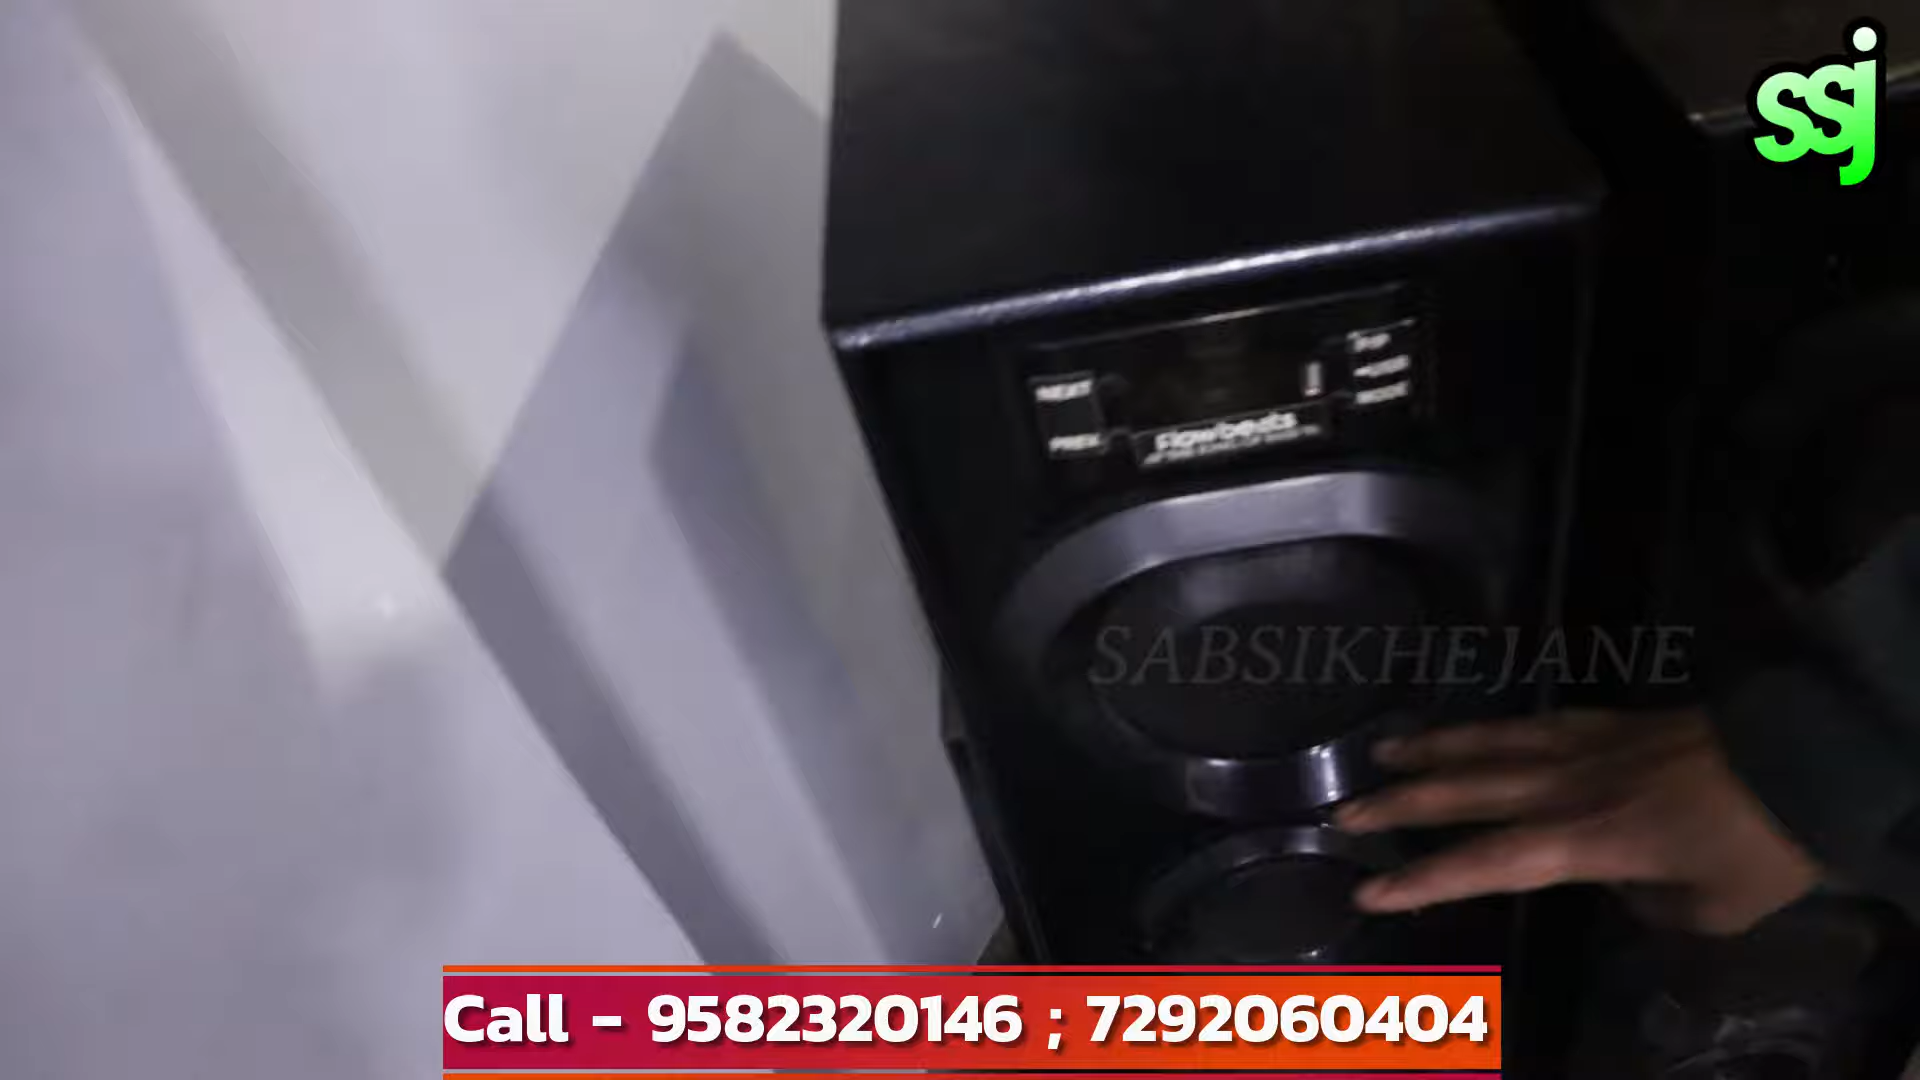 ssj
NEXT
MODE
PREV
Flowbeats
SABSIKHEJANE
Call - 9582320146 ; 7292060404